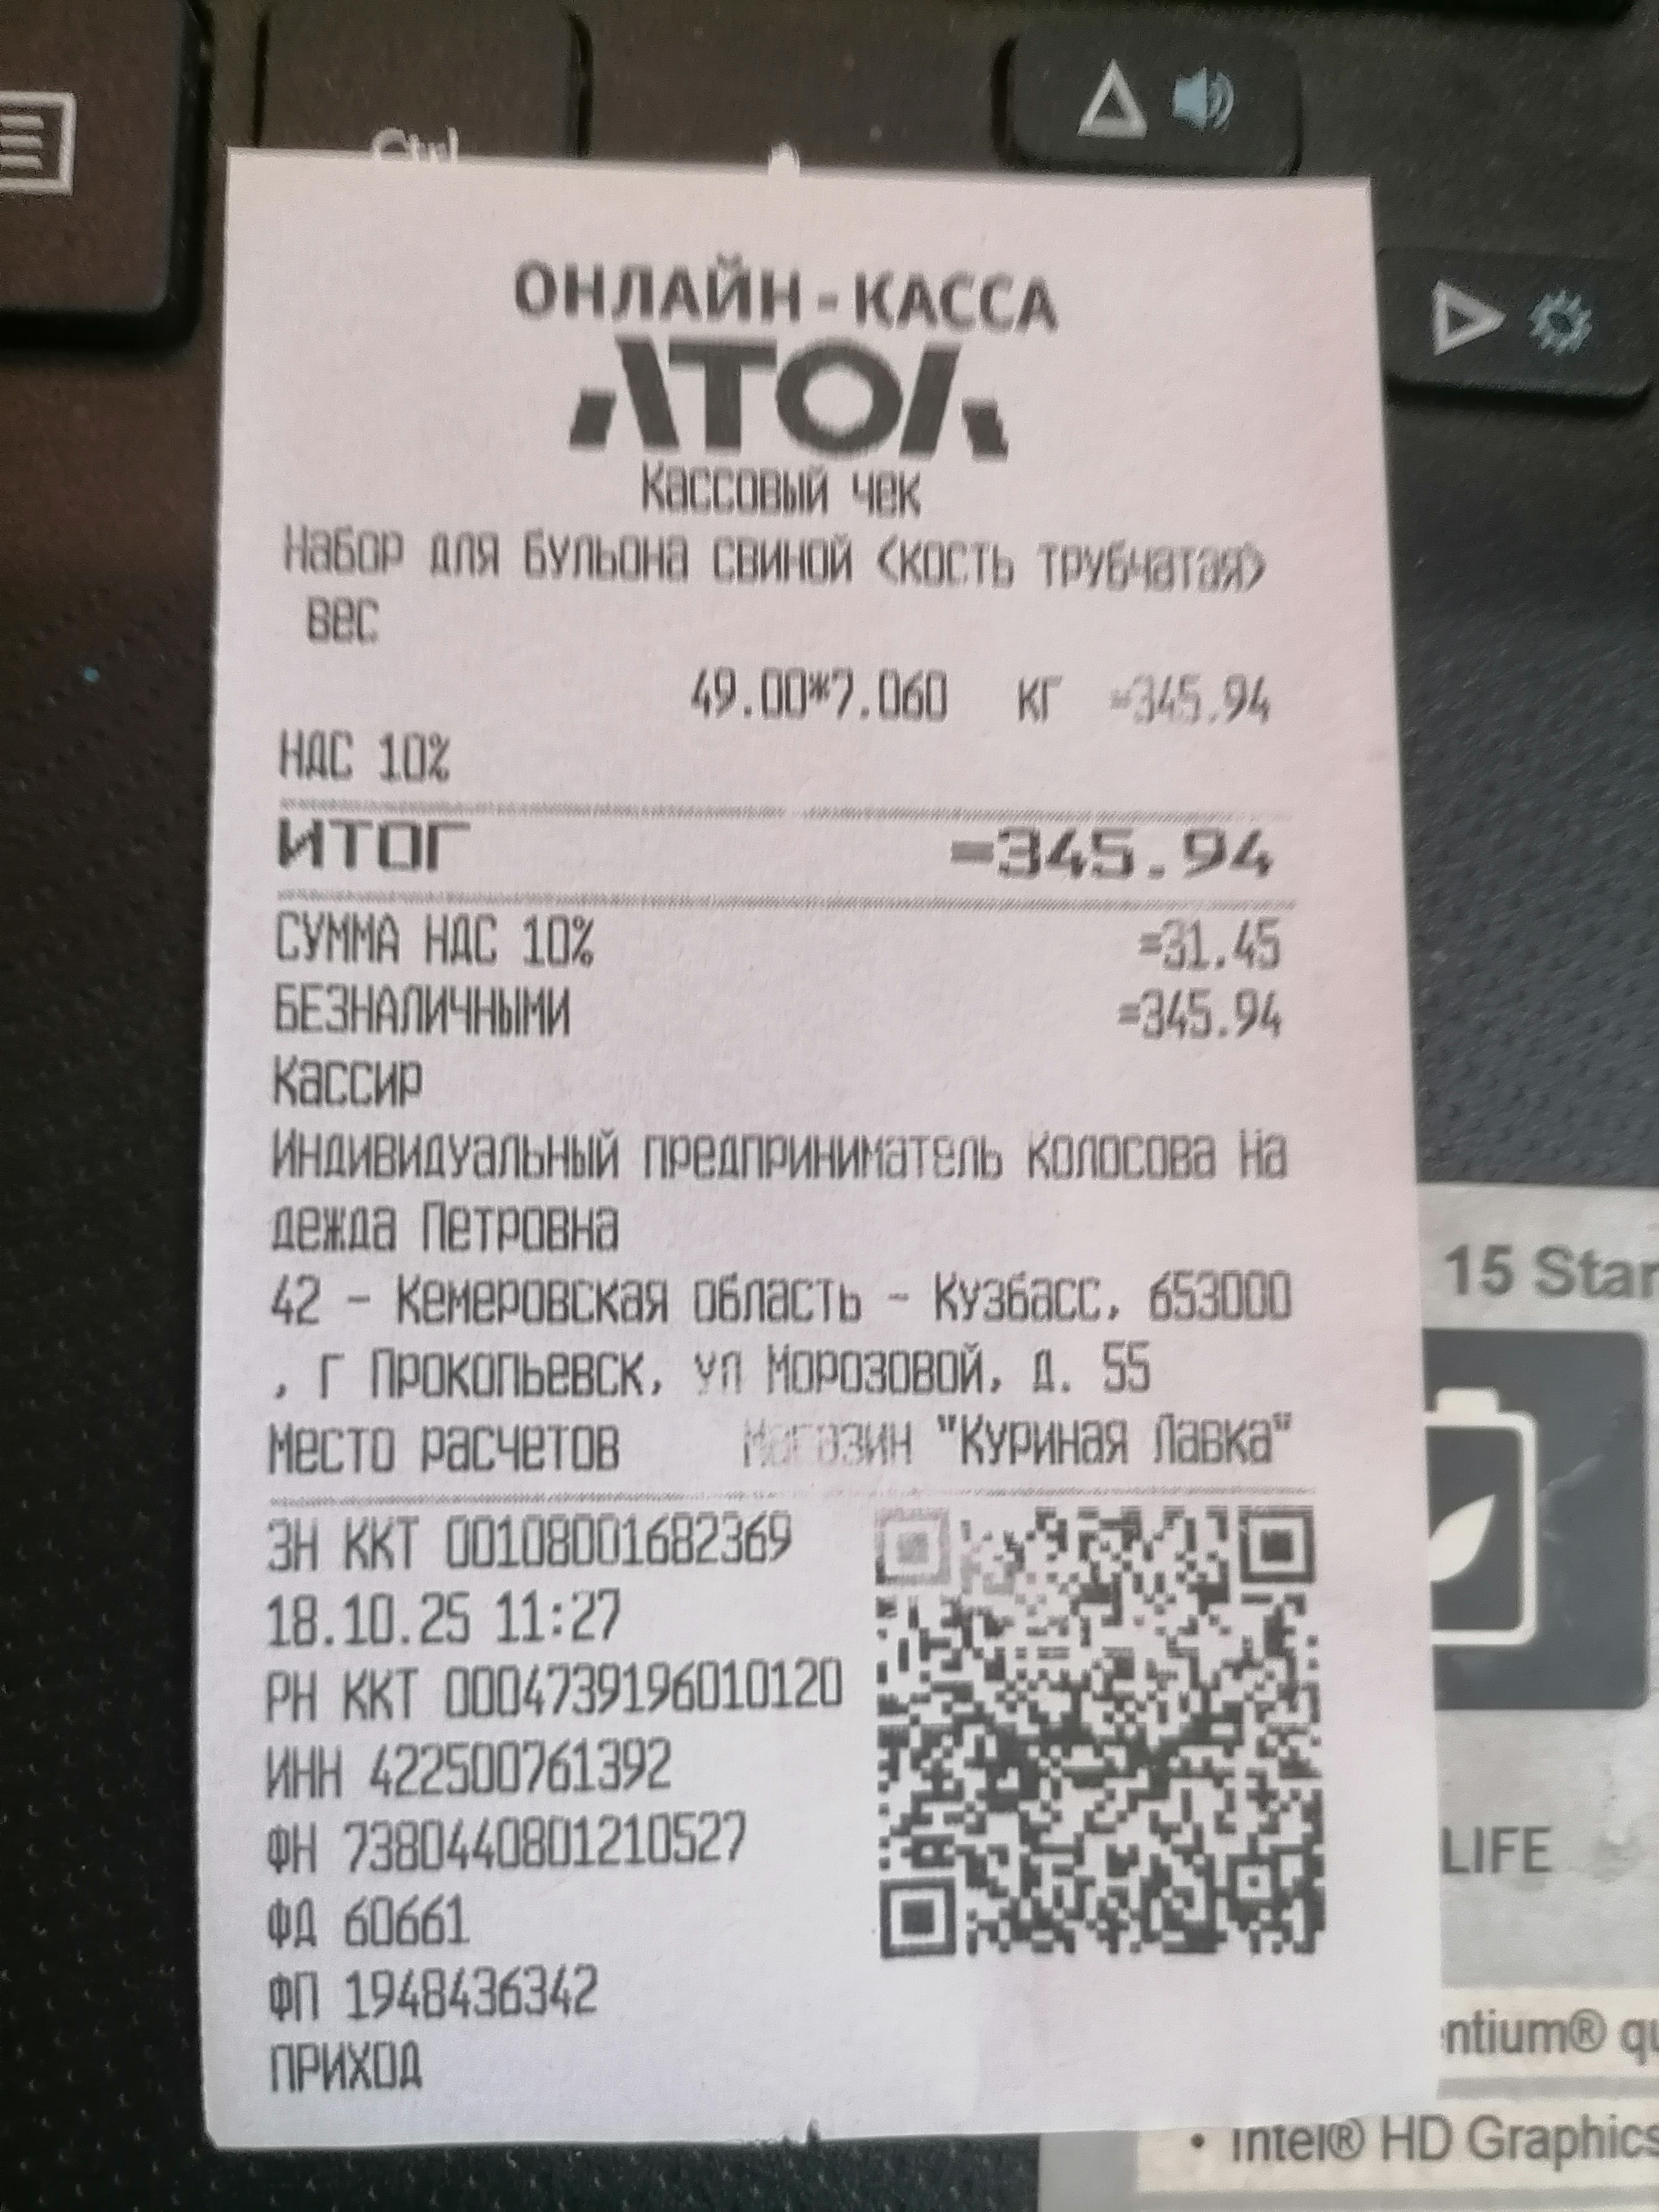 Ctrl
ОНЛАЙН-КАССА
АТОЛ
Кассовый чек
Набор для бульона свиной <кость трубчатая>
вес
49.00*7.060 КГ =345.94
НДС 10%
ИТОГ =345.94
СУММА НДС 10% =31.45
БЕЗНАЛИЧНЫМИ =345.94
Кассир
Индивидуальный предприниматель Колосова На
дежда Петровна
42 - Кемеровская область - Кузбасс, 653000
, г Прокопьевск, ул Морозовой, д. 55
Место расчетов Магазин "Куриная Лавка"
ЗН ККТ 00108001682369
18.10.25 11:27
РН ККТ 0004739196010120
ИНН 422500761392
ФН 7380440801210527
ФД 60661
ФП 1948436342
ПРИХОД
15 Star
LIFE
ntium® qu
• Intel® HD Graphics